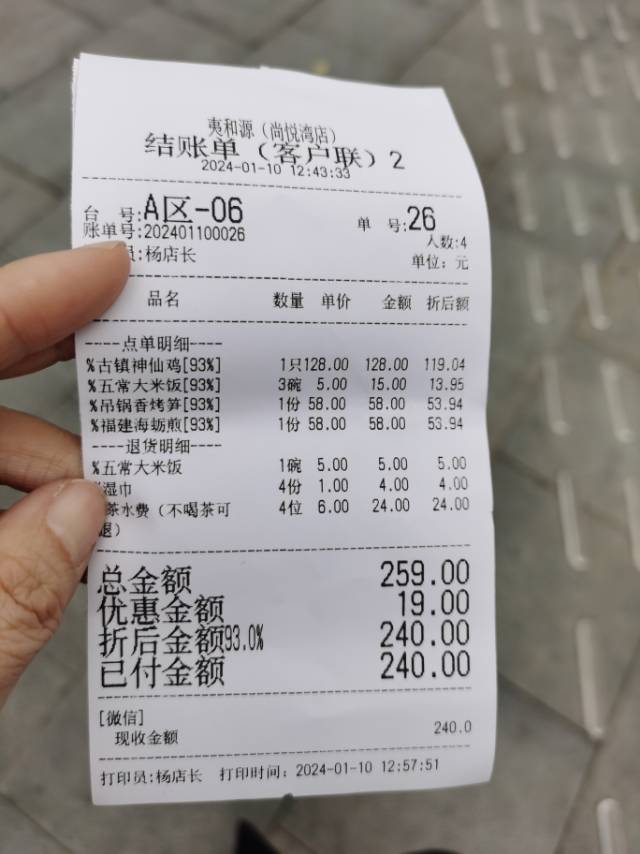 夷和源（尚悦湾店）
结账单（客户联）2
2024-01-10 12:43:33
台 号:A区-06 单 号:26
账单号:202401100026 人数:4
员:杨店长 单位: 元
品名 数量 单价 金额 折后额
----点单明细----
%古镇神仙鸡[93%] 1只128.00 128.00 119.04
%五常大米饭[93%] 3碗 5.00 15.00 13.95
%吊锅香烤笋[93%] 1份 58.00 58.00 53.94
%福建海蛎煎[93%] 1份 58.00 58.00 53.94
----退货明细----
%五常大米饭 1碗 5.00 5.00 5.00
湿巾 4份 1.00 4.00 4.00
茶水费（不喝茶可 4位 6.00 24.00 24.00
退）
总金额 259.00
优惠金额 19.00
折后金额93.0% 240.00
已付金额 240.00
[微信]
现收金额 240.0
打印员:杨店长 打印时间: 2024-01-10 12:57:51